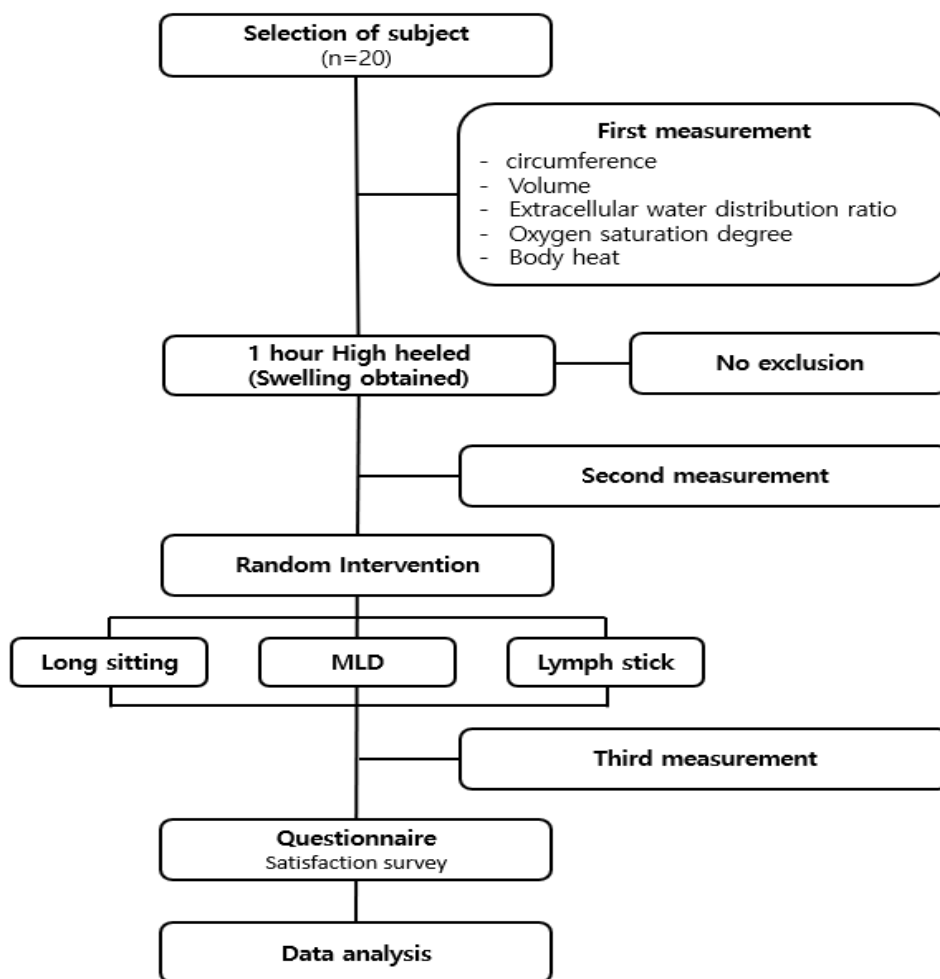 Selection of subject
(n=20)
First measurement
- circumference
- Volume
- Extracellular water distribution ratio
- Oxygen saturation degree
- Body heat
1 hour High heeled
(Swelling obtained)
No exclusion
Second measurement
Random Intervention
Long sitting
MLD
Lymph stick
Third measurement
Questionnaire
Satisfaction survey
Data analysis